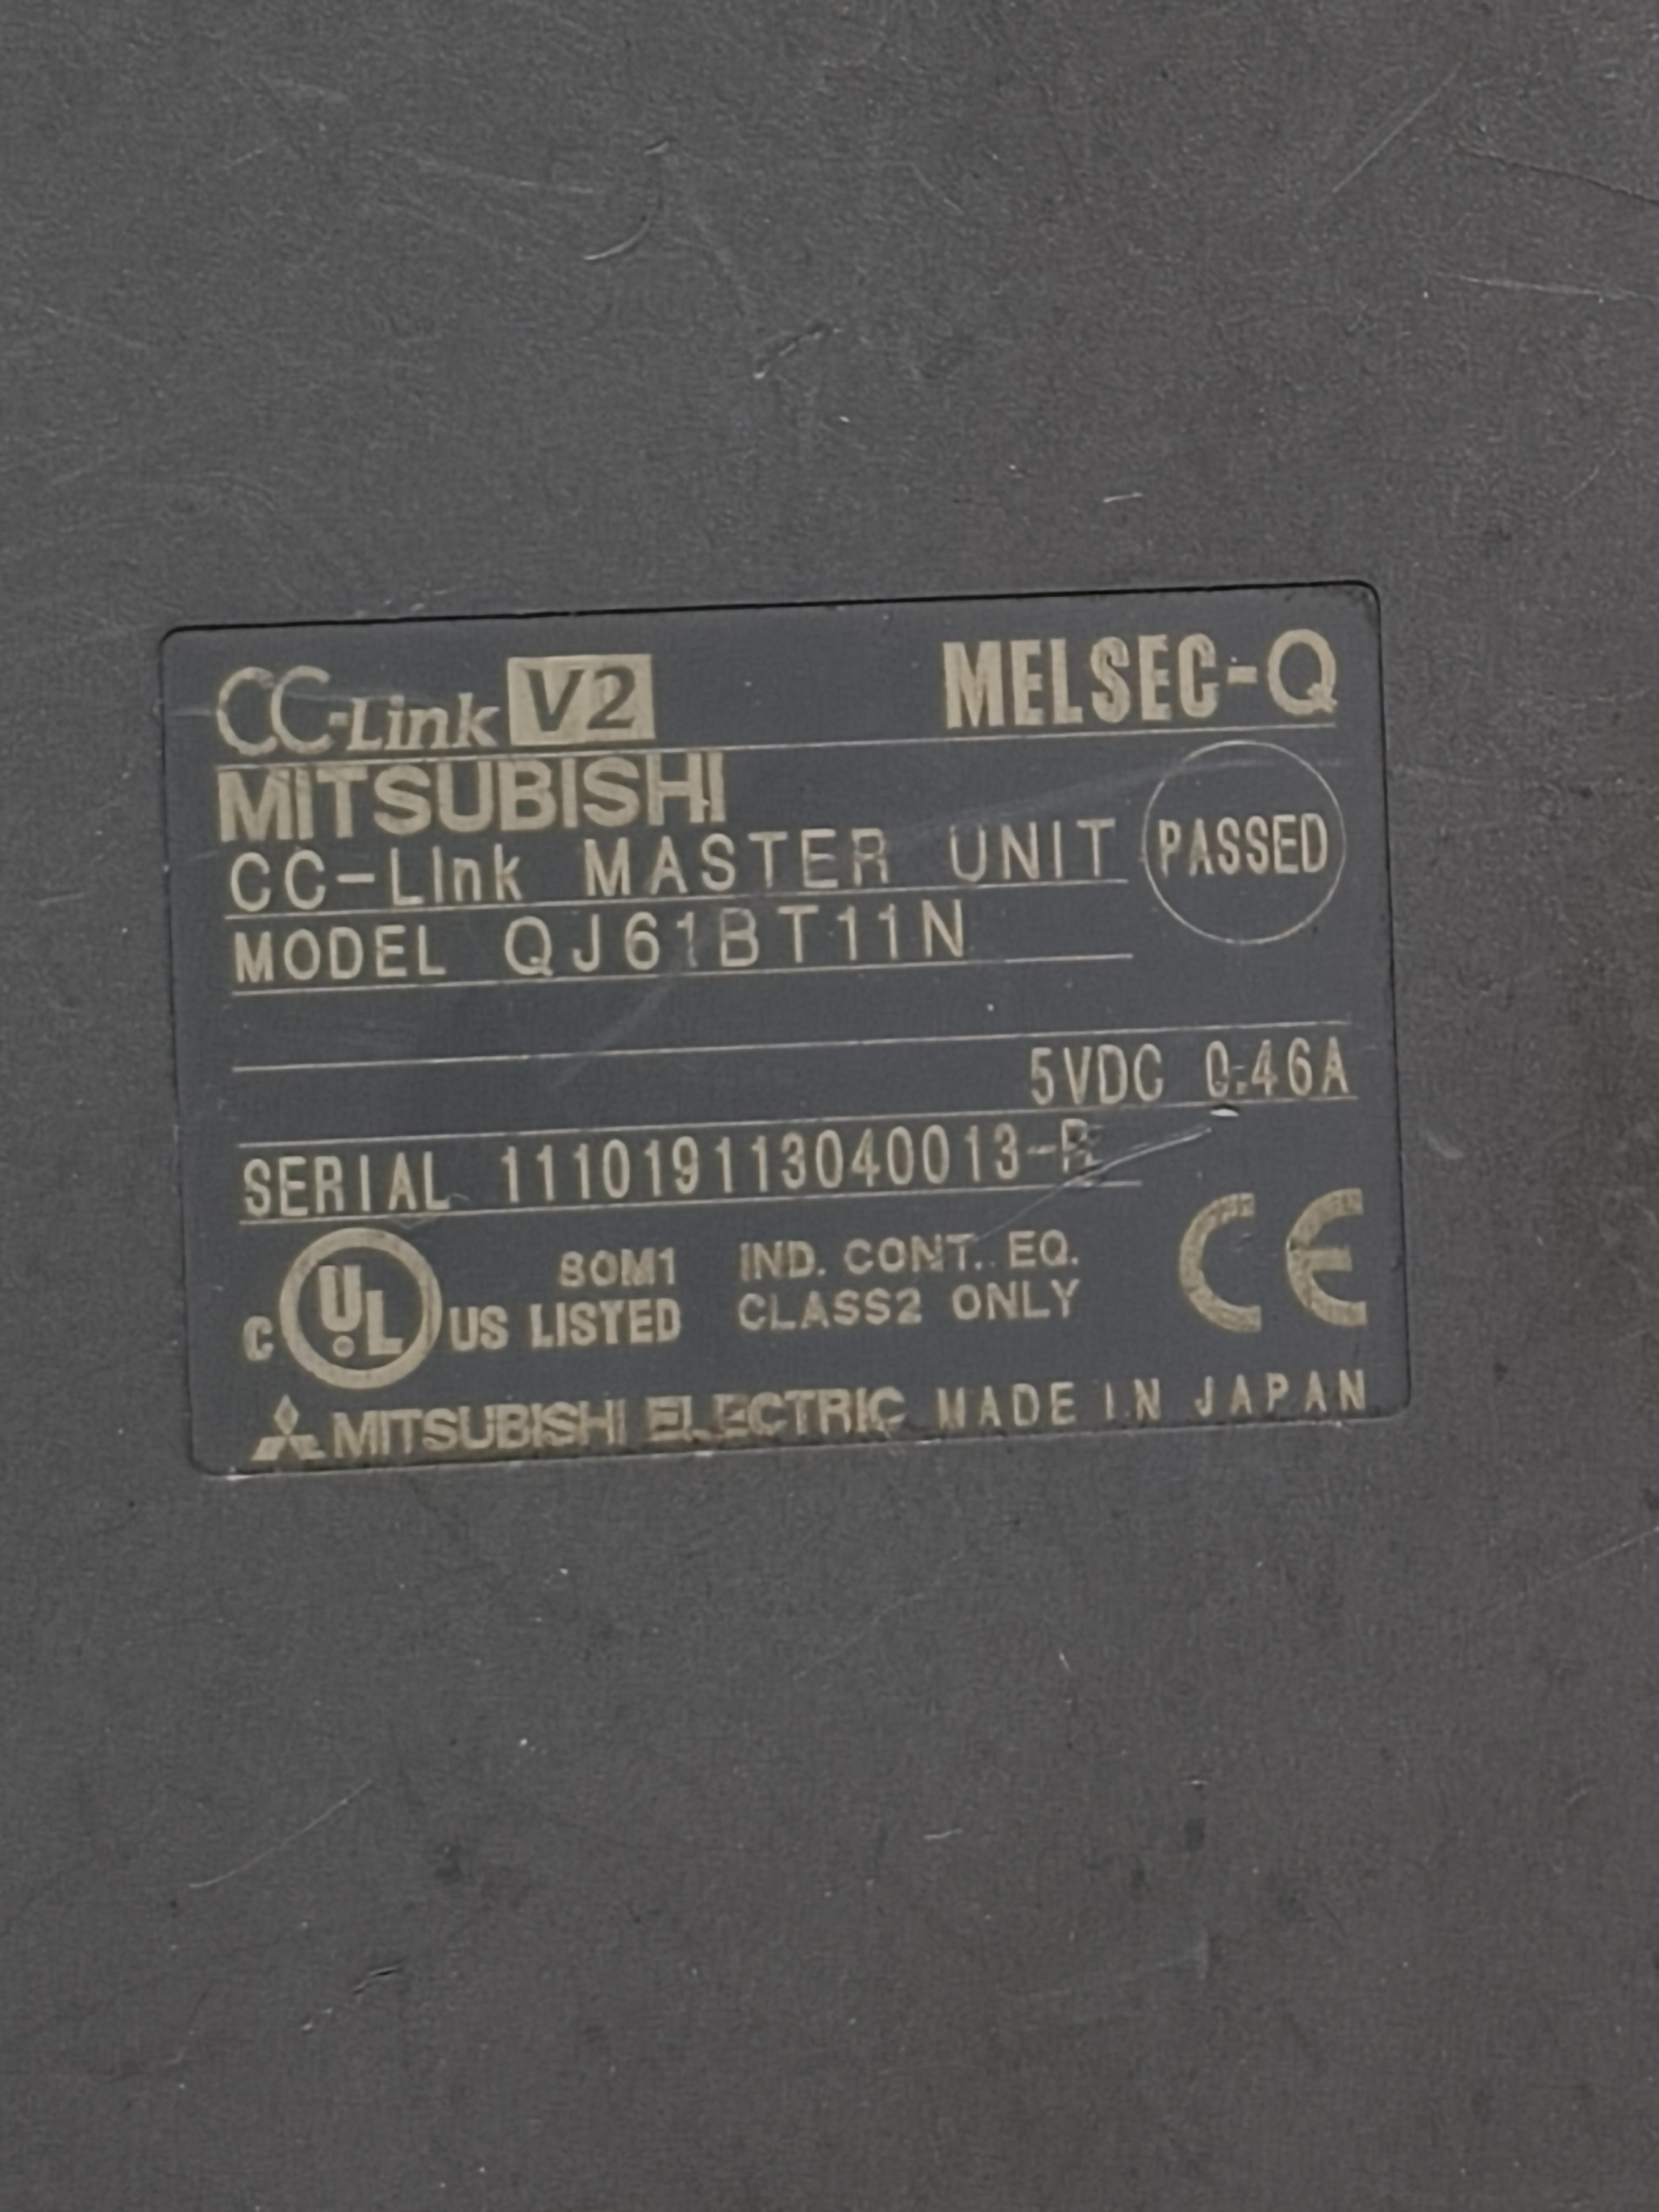 CC-Link V2 MELSEC-Q
MITSUBISHI
CC-Link MASTER UNIT PASSED
MODEL QJ61BT11N
5VDC 0.46A
SERIAL 111019113040013-
80M1 IND. CONT. EQ.
C UL US LISTED CLASS2 ONLY CE
MITSUBISHI ELECTRIC MADE IN JAPAN